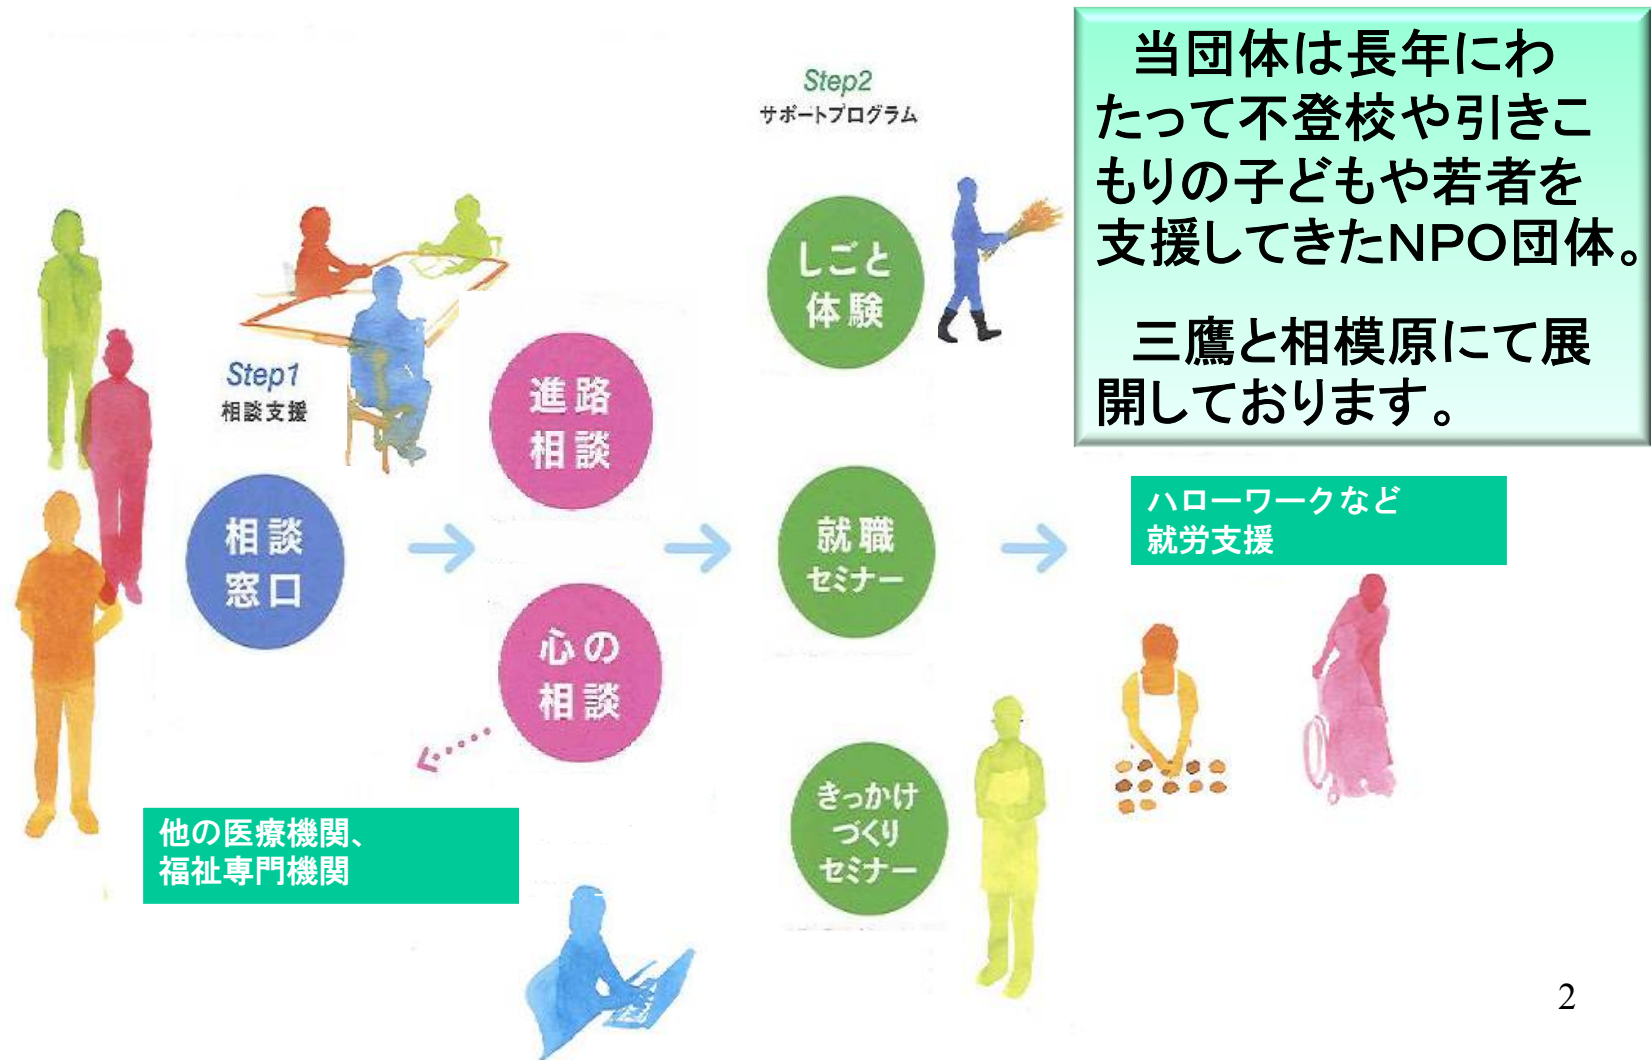 Step2
サポートプログラム
当団体は長年にわ
たって不登校や引きこ
もりの子どもや若者を
支援してきたNPO団体。
三鷹と相模原にて展
開しております。
Step1
相談支援
相談
窓口
進路
相談
心の
相談
しごと
体験
就職
セミナー
きっかけ
づくり
セミナー
ハローワークなど
就労支援
他の医療機関、
福祉専門機関
2